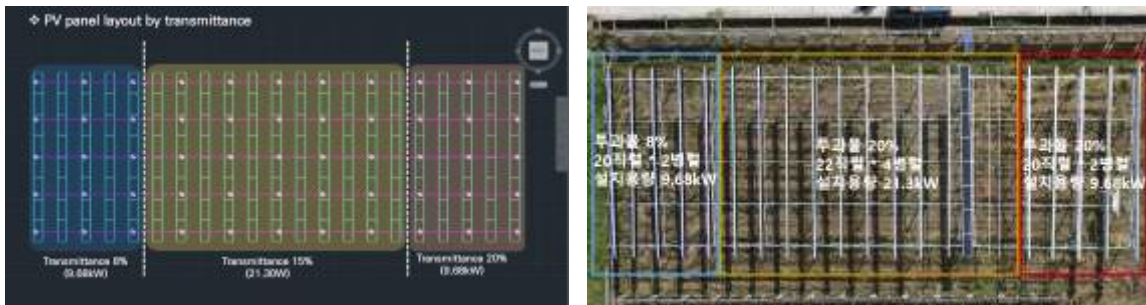 ❖ PV panel layout by transmittance
Transmittance 8%
(9.68kW)
Transmittance 15%
(21.30W)
Transmittance 20%
(9.68kW)
투과율 8%
20직렬 * 2병렬
설치용량 9.68kW
투과율 20%
22직렬 * 4병렬
설치용량 21.3kW
투과율 20%
20직렬 * 2병렬
설치용량 9.68kW